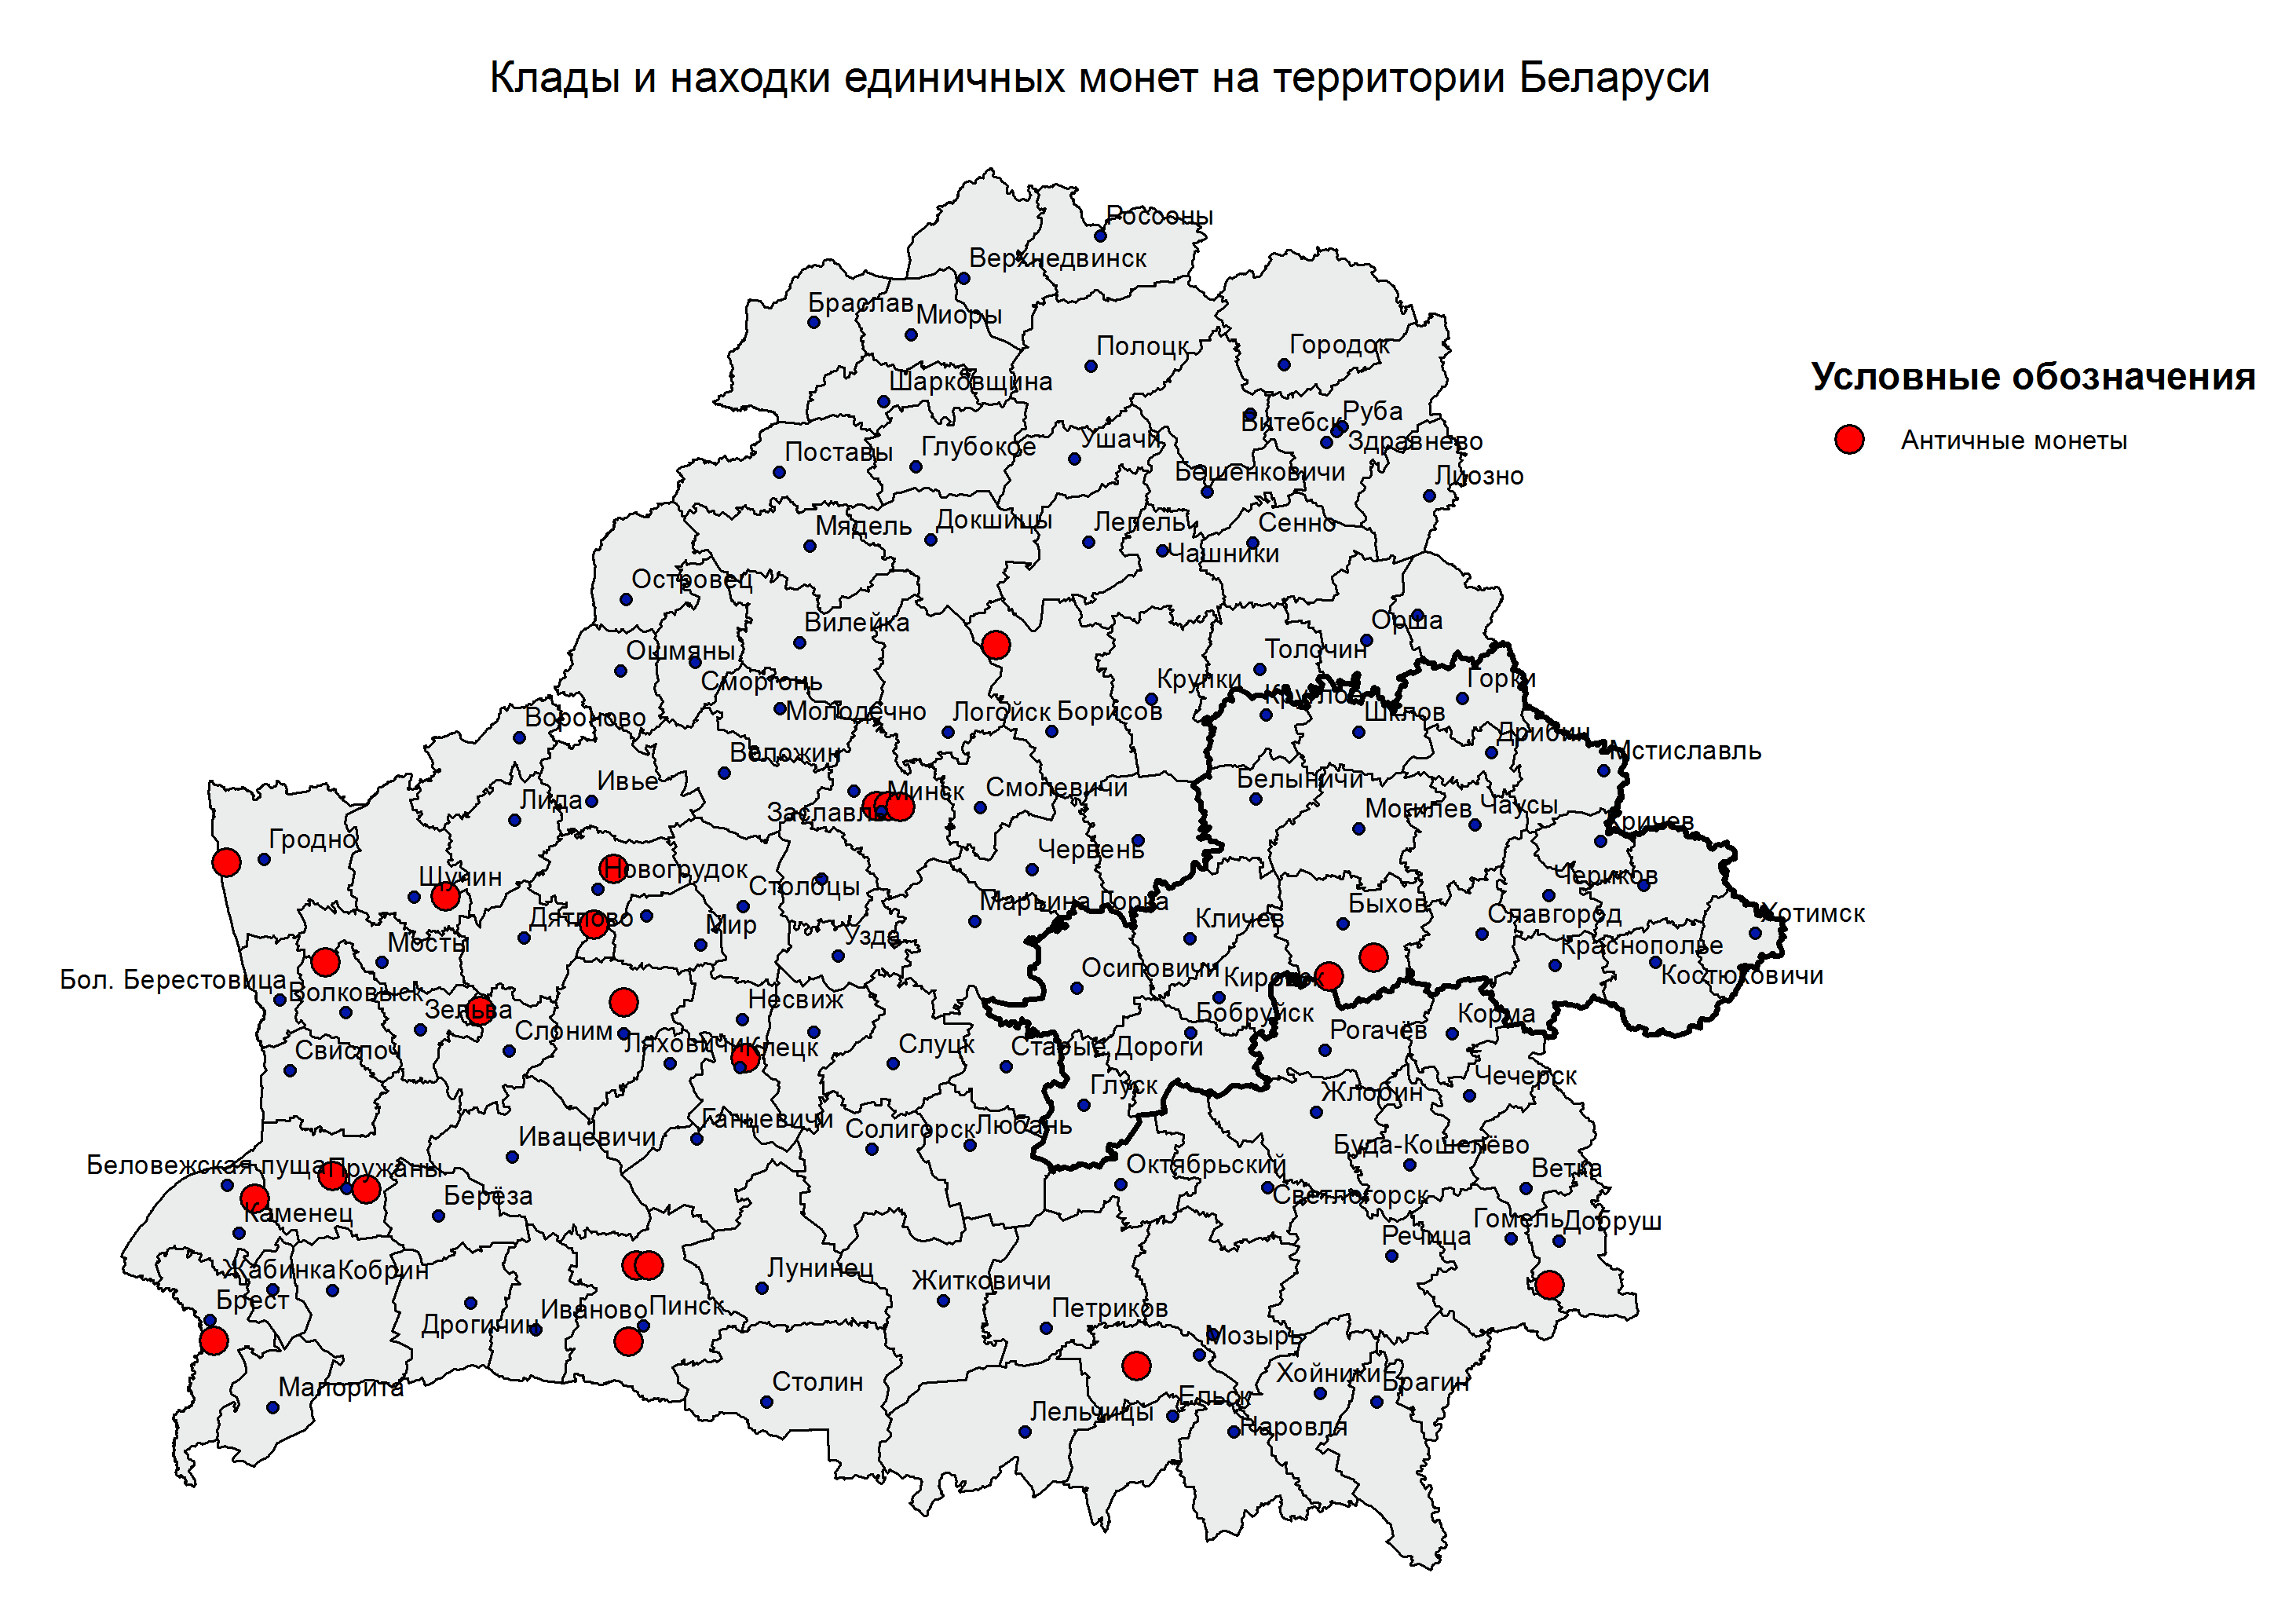 Клады и находки единичных монет на территории Беларуси
Россоны
Верхнедвинск
Браслав
Миоры
Полоцк
Городок
Условные обозначения
Шарковщина
Руба
Витебск
Античные монеты
Здравнево
Ушачи
Глубокое
Поставы
Бешенковичи
Лиозно
Докшицы
Лепель
Сенно
Мядель
Чашники
Островец
Вилейка
Орша
Толочин
Ошмяны
Крупки
Горки
Сморгонь
Круглое
Молодечно
Логойск
Борисов
Шклов
Вороново
Дрибин
Мстиславль
Воложин
Ивье
Белыничи
Смолевичи
Минск
Лида
Заславль
Могилев
Чаусы
Кричев
Гродно
Червень
Новогрудок
Щучин
Столбцы
Чериков
Марьина Горка
Быхов
Славгород
Хотимск
Дятлово
Мир
Кличев
Узда
Мосты
Краснополье
Осиповичи
Костюковичи
Бол. Берестовица
Кировск
Волковыск
Несвиж
Зельва
Бобруйск
Корма
Слоним
Рогачёв
Ляховичи
Клецк
Слуцк
Старые Дороги
Свислоч
Чечерск
Глуск
Жлобин
Ганцевичи
Любань
Солигорск
Ивацевичи
Буда-Кошелёво
Беловежская пуща
Пружаны
Октябрьский
Ветка
Берёза
Светлогорск
Каменец
Гомель
Добруш
Речица
Жабинка
Кобрин
Лунинец
Житковичи
Брест
Иваново
Пинск
Петриков
Дрогичин
Мозырь
Хойники
Брагин
Столин
Малорита
Ельск
Лельчицы
Наровля